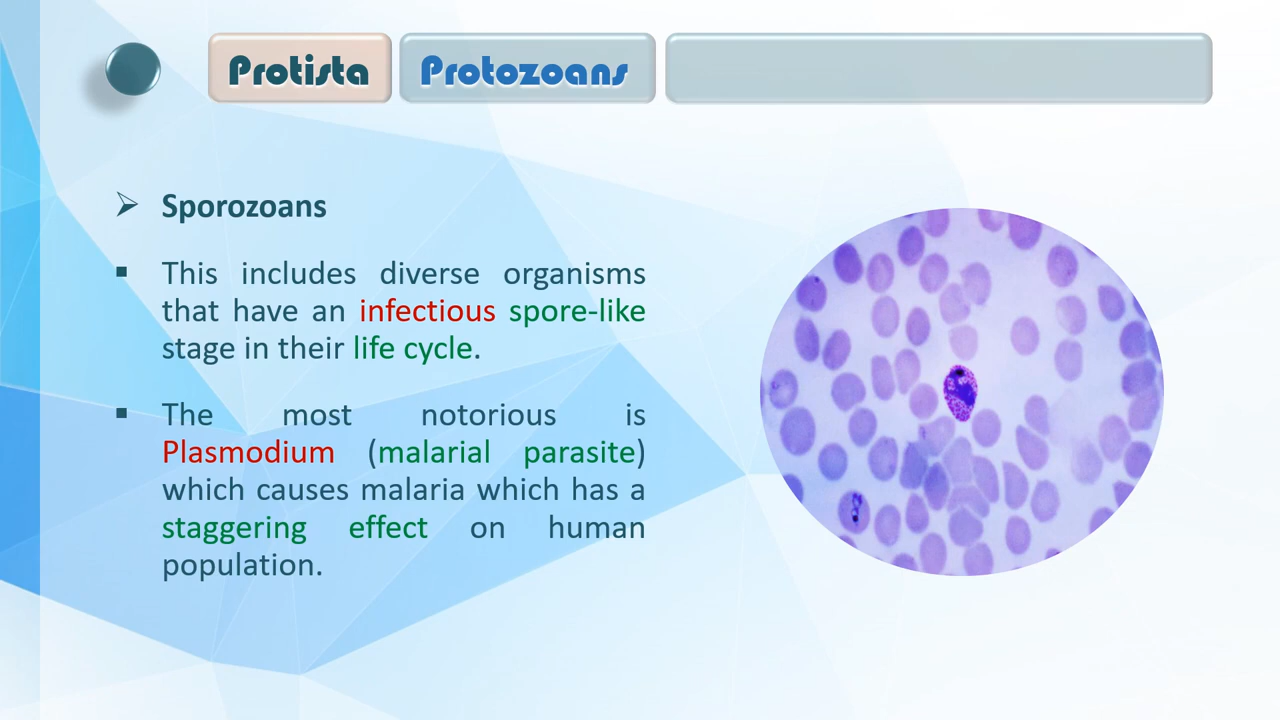 Protista Protozoans
➢ Sporozoans
▪ This includes diverse organisms
that have an infectious spore-like
stage in their life cycle.
▪ The most notorious is
Plasmodium (malarial parasite)
which causes malaria which has a
staggering effect on human
population.